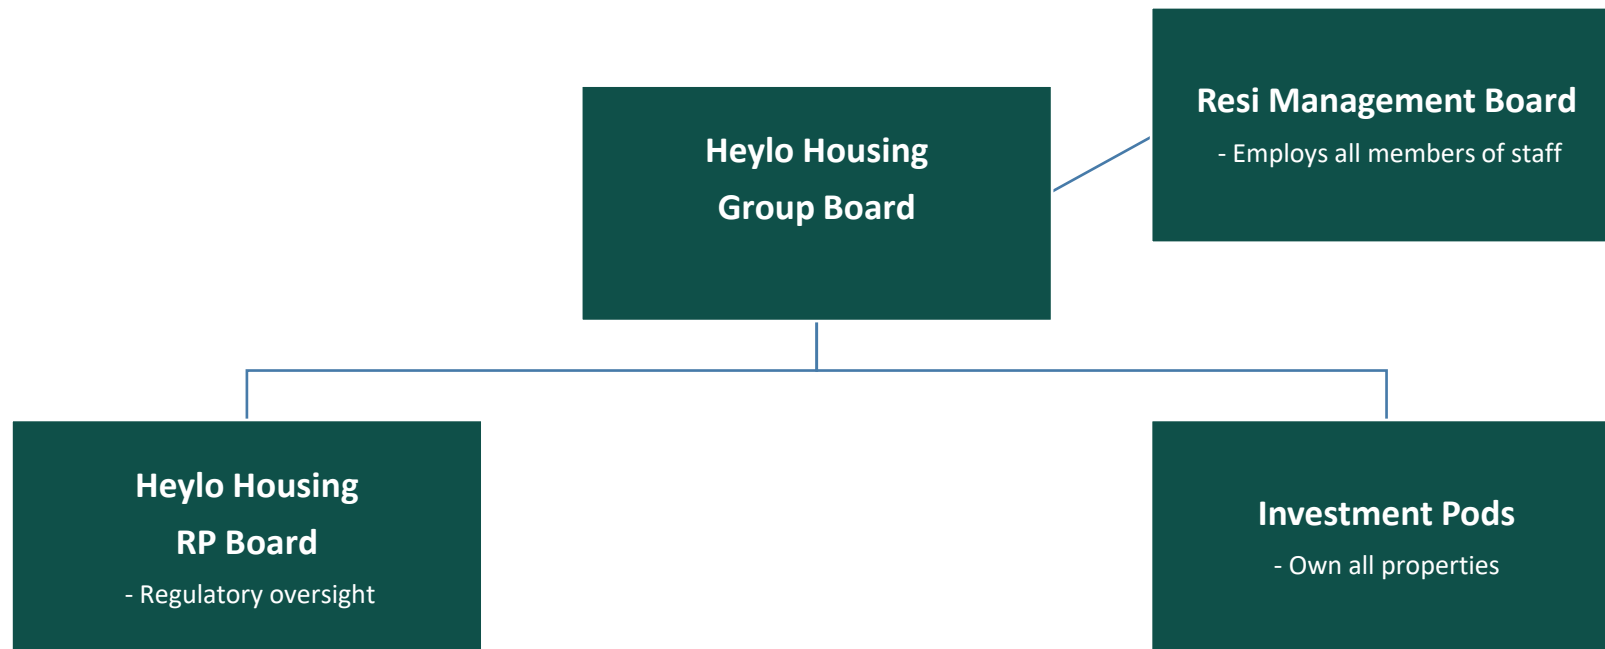 Resi Management Board
- Employs all members of staff
Heylo Housing
Group Board
Heylo Housing
RP Board
- Regulatory oversight
Investment Pods
- Own all properties